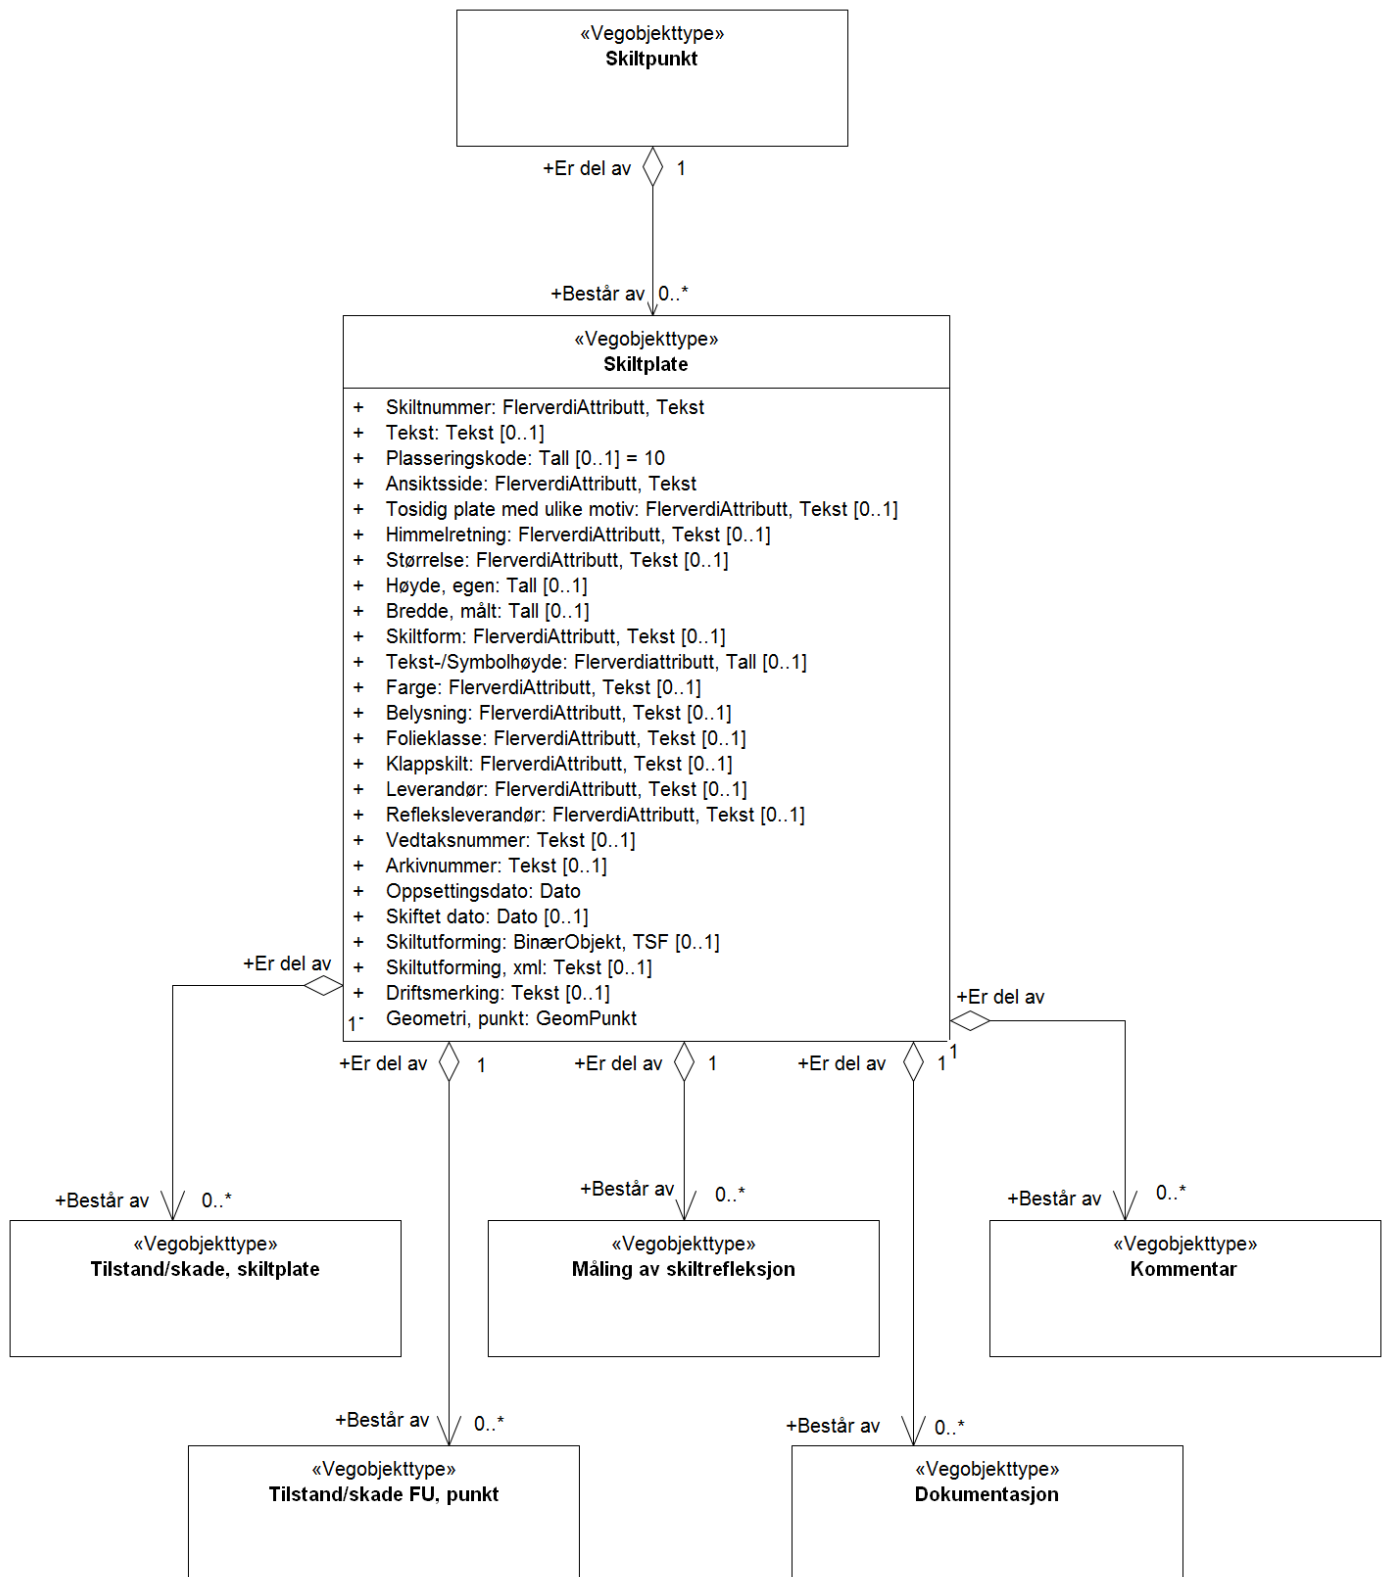 «Vegobjekttype»
Skiltpunkt
+Er del av 1
+Består av 0..*
«Vegobjekttype»
Skiltplate
+ Skiltnummer: FlerverdiAttributt, Tekst
+ Tekst: Tekst [0..1]
+ Plasseringskode: Tall [0..1] = 10
+ Ansiktsside: FlerverdiAttributt, Tekst
+ Tosidig plate med ulike motiv: FlerverdiAttributt, Tekst [0..1]
+ Himmelretning: FlerverdiAttributt, Tekst [0..1]
+ Størrelse: FlerverdiAttributt, Tekst [0..1]
+ Høyde, egen: Tall [0..1]
+ Bredde, målt: Tall [0..1]
+ Skiltform: FlerverdiAttributt, Tekst [0..1]
+ Tekst-/Symbolhøyde: Flerverdiattributt, Tall [0..1]
+ Farge: FlerverdiAttributt, Tekst [0..1]
+ Belysning: FlerverdiAttributt, Tekst [0..1]
+ Folieklasse: FlerverdiAttributt, Tekst [0..1]
+ Klappskilt: FlerverdiAttributt, Tekst [0..1]
+ Leverandør: FlerverdiAttributt, Tekst [0..1]
+ Refleksleverandør: FlerverdiAttributt, Tekst [0..1]
+ Vedtaksnummer: Tekst [0..1]
+ Arkivnummer: Tekst [0..1]
+ Oppsettingsdato: Dato
+ Skiftet dato: Dato [0..1]
+ Skiltutforming: BinærObjekt, TSF [0..1]
+ Skiltutforming, xml: Tekst [0..1]
+ Driftsmerking: Tekst [0..1]
- Geometri, punkt: GeomPunkt
+Er del av
1
+Er del av
1
+Er del av 1
+Er del av 1
+Er del av 1
+Består av 0..*
+Består av 0..*
+Består av 0..*
«Vegobjekttype»
Tilstand/skade, skiltplate
«Vegobjekttype»
Måling av skiltrefleksjon
«Vegobjekttype»
Kommentar
+Består av 0..*
+Består av 0..*
«Vegobjekttype»
Tilstand/skade FU, punkt
«Vegobjekttype»
Dokumentasjon